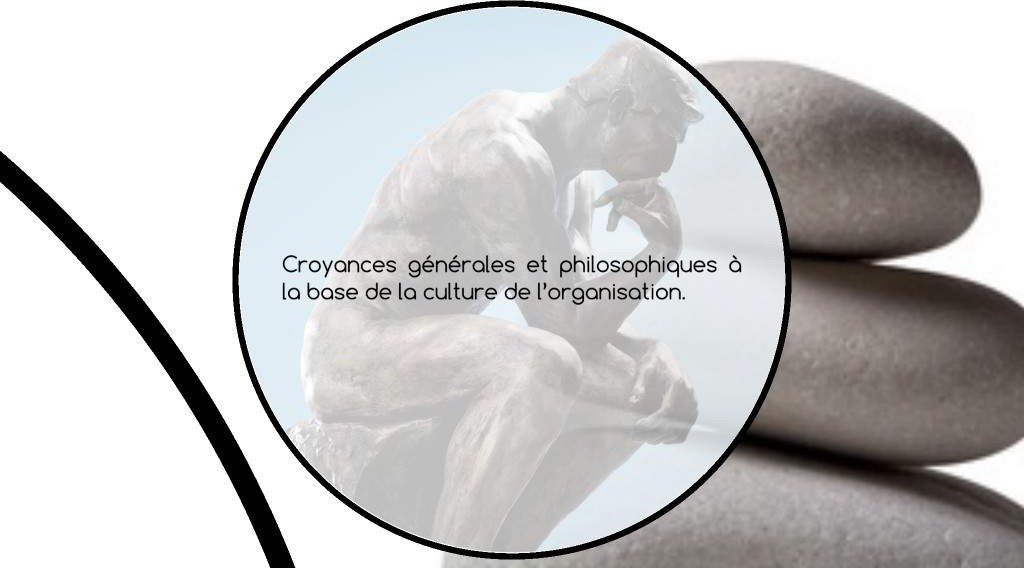 Croyances générales et philosophiques à
la base de la culture de l’organisation.